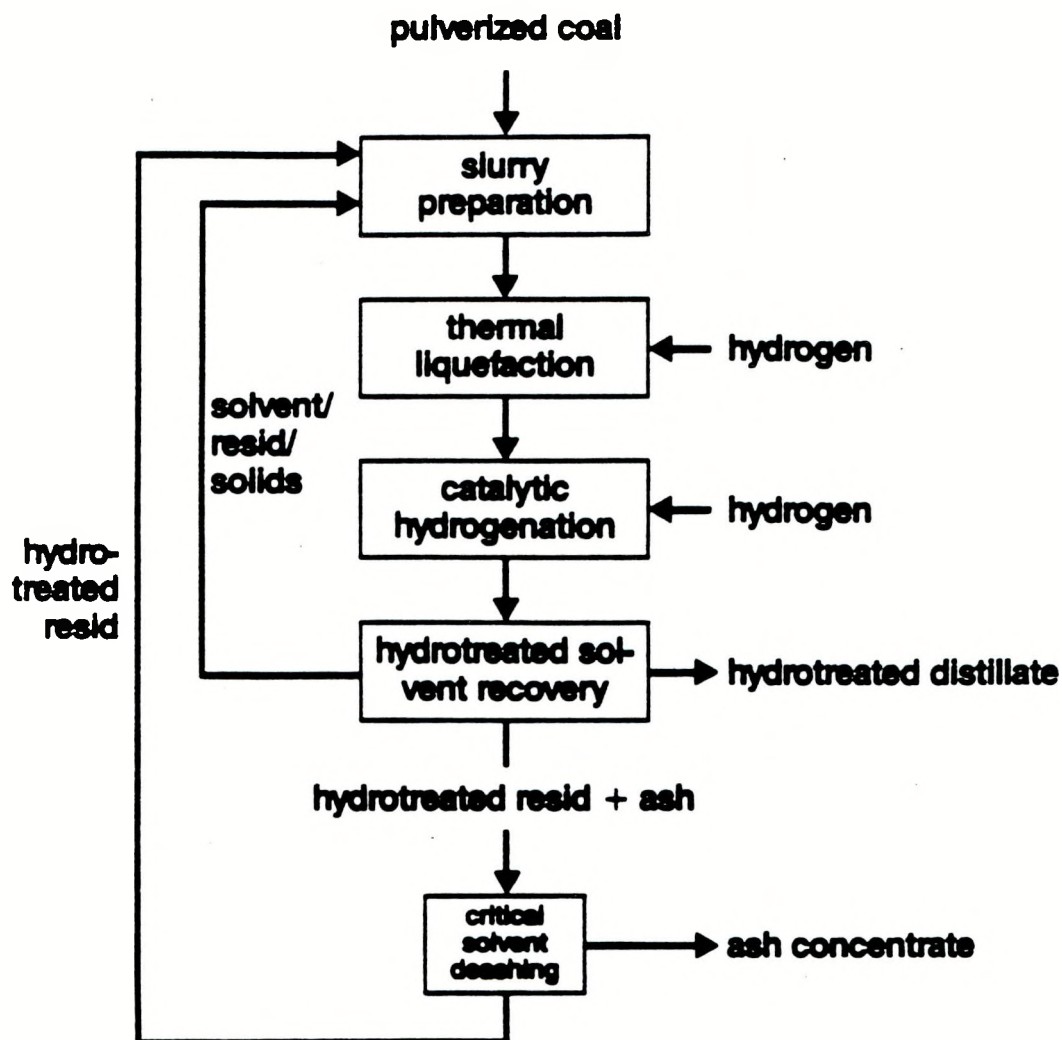 pulverized coal
slurry
preparation
thermal
liquefaction
hydrogen
solvent/
resid/
solids
catalytic
hydrogenation
hydrogen
hydro-
treated
resid
hydrotreated sol-
vent recovery
hydrotreated distillate
hydrotreated resid + ash
critical
solvent
deashing
ash concentrate